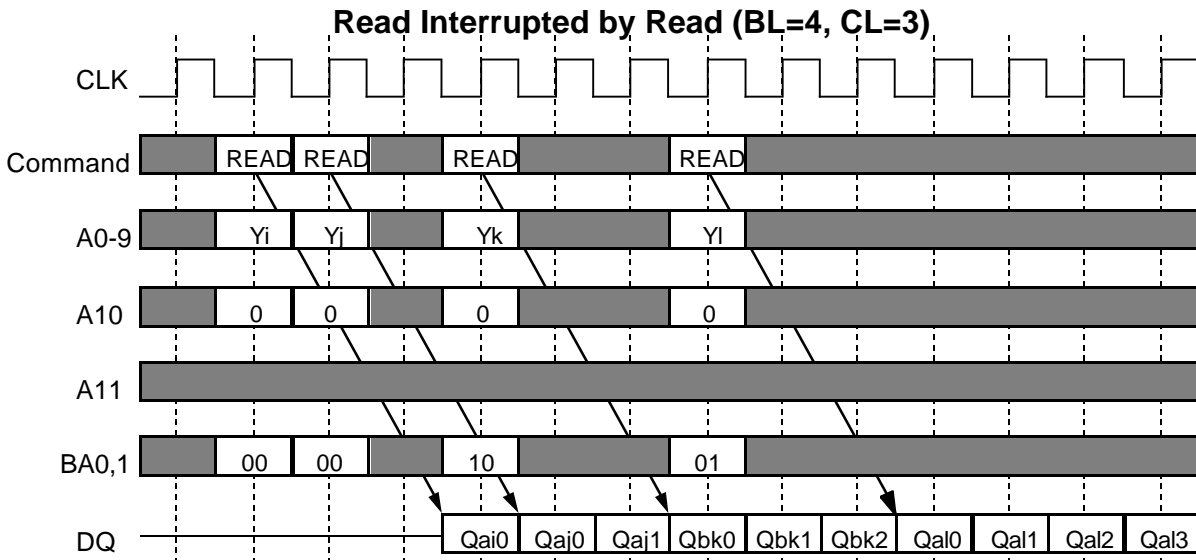 Read Interrupted by Read (BL=4, CL=3)
CLK
Command READ READ READ READ
A0-9 Yi Yj Yk Yl
A10 0 0 0 0
A11
BA0,1 00 00 10 01
DQ Qai0 Qaj0 Qaj1 Qbk0 Qbk1 Qbk2 Qal0 Qal1 Qal2 Qal3